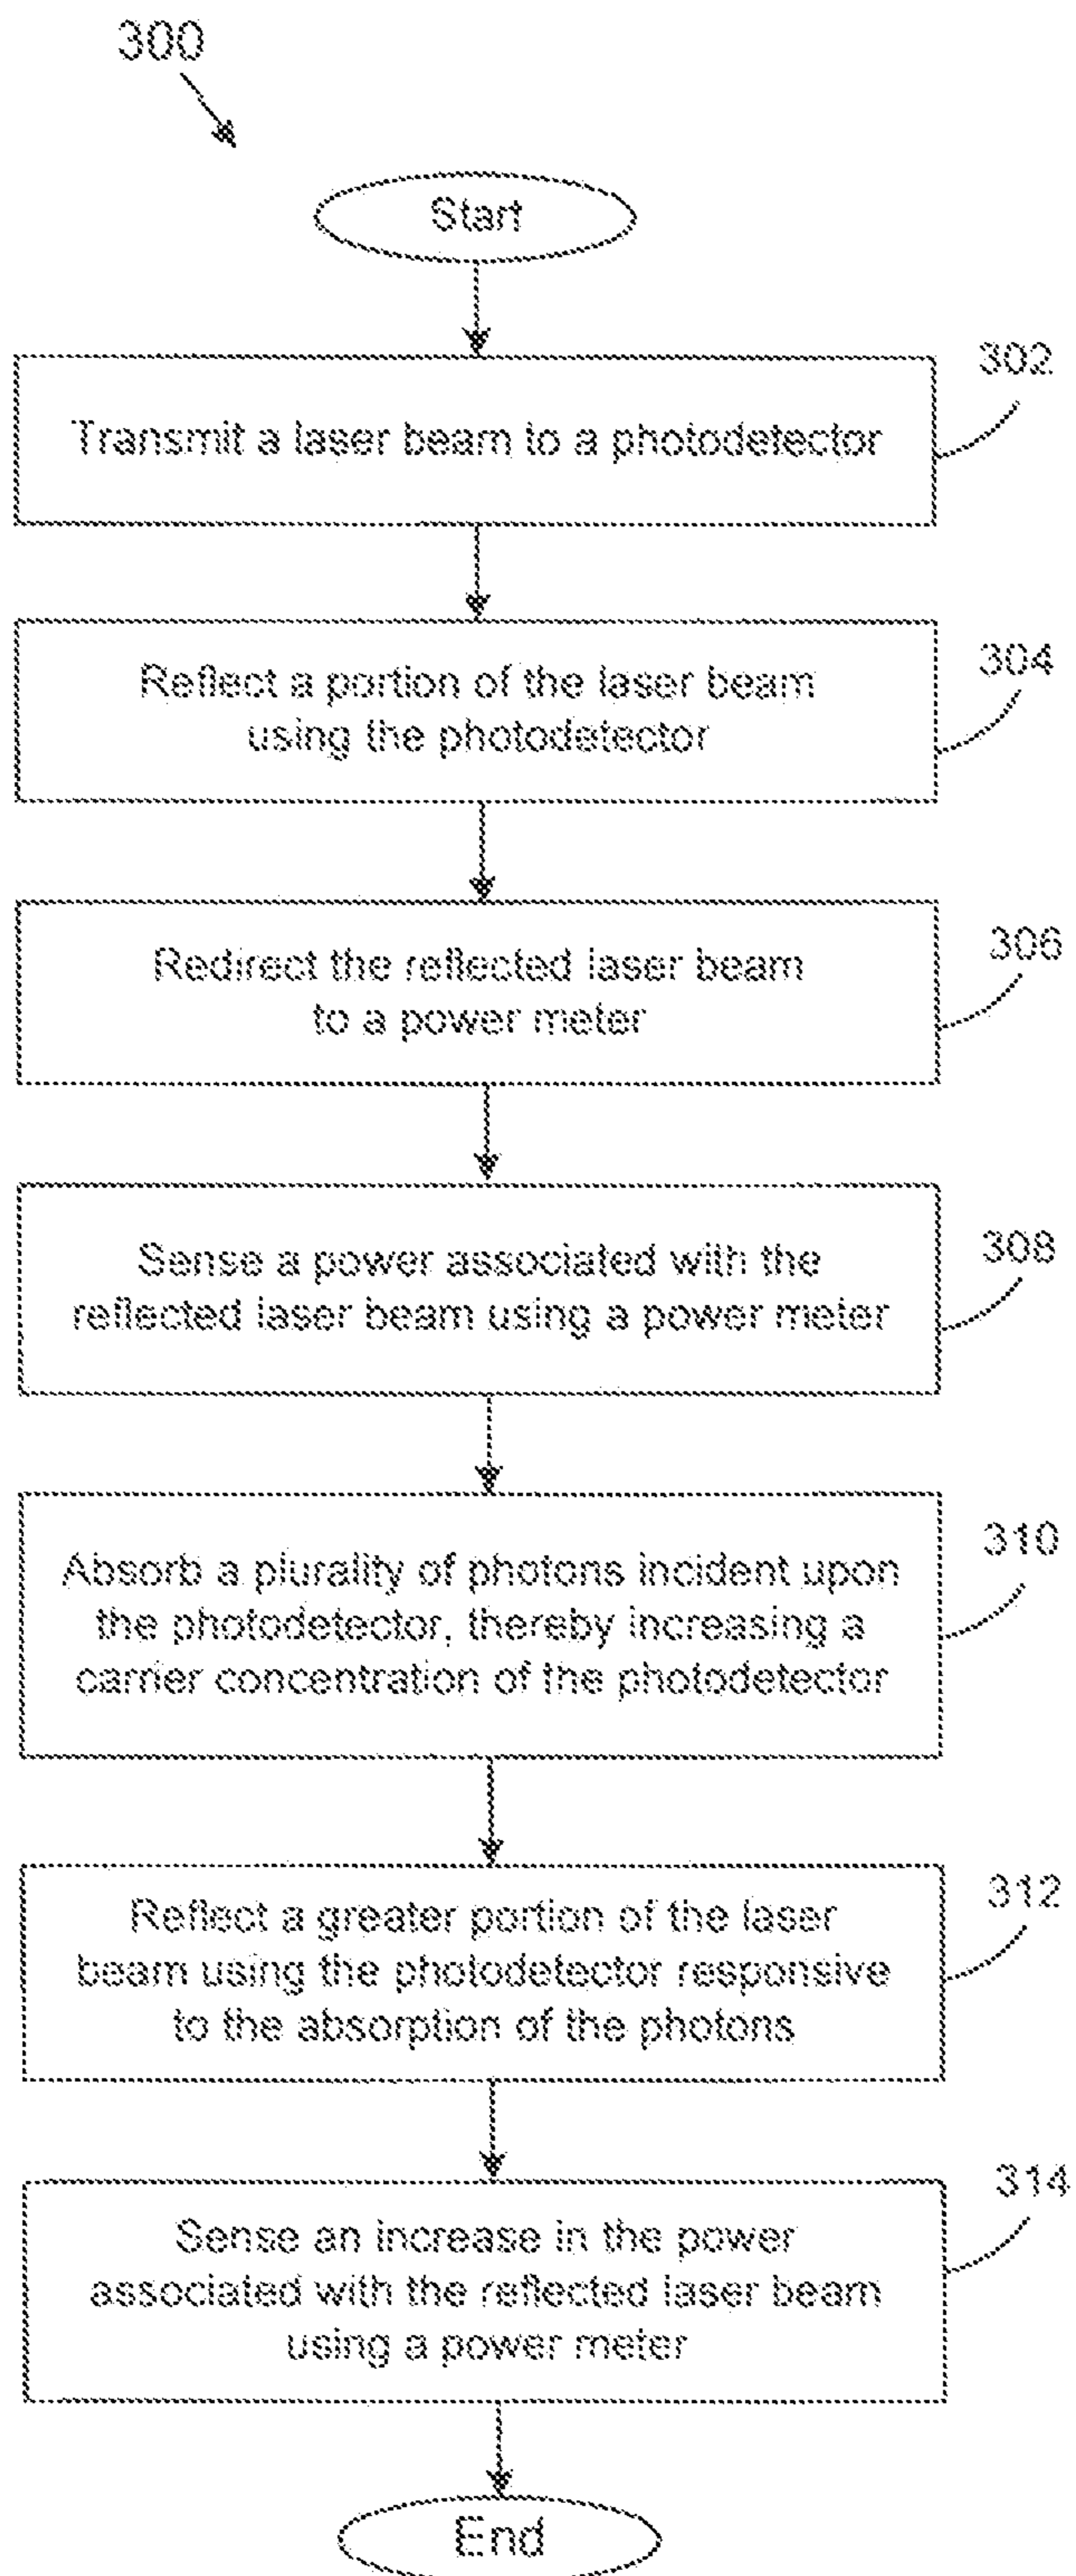 300
Start
302
Transmit a laser beam to a photodetector
304
Reflect a portion of the laser beam
using the photodetector
306
Redirect the reflected laser beam
to a power meter
308
Sense a power associated with the
reflected laser beam using a power meter
310
Absorb a plurality of photons incident upon
the photodetector, thereby increasing a
carrier concentration of the photodetector
312
Reflect a greater portion of the laser
beam using the photodetector responsive
to the absorption of the photons
314
Sense an increase in the power
associated with the reflected laser beam
using a power meter
End